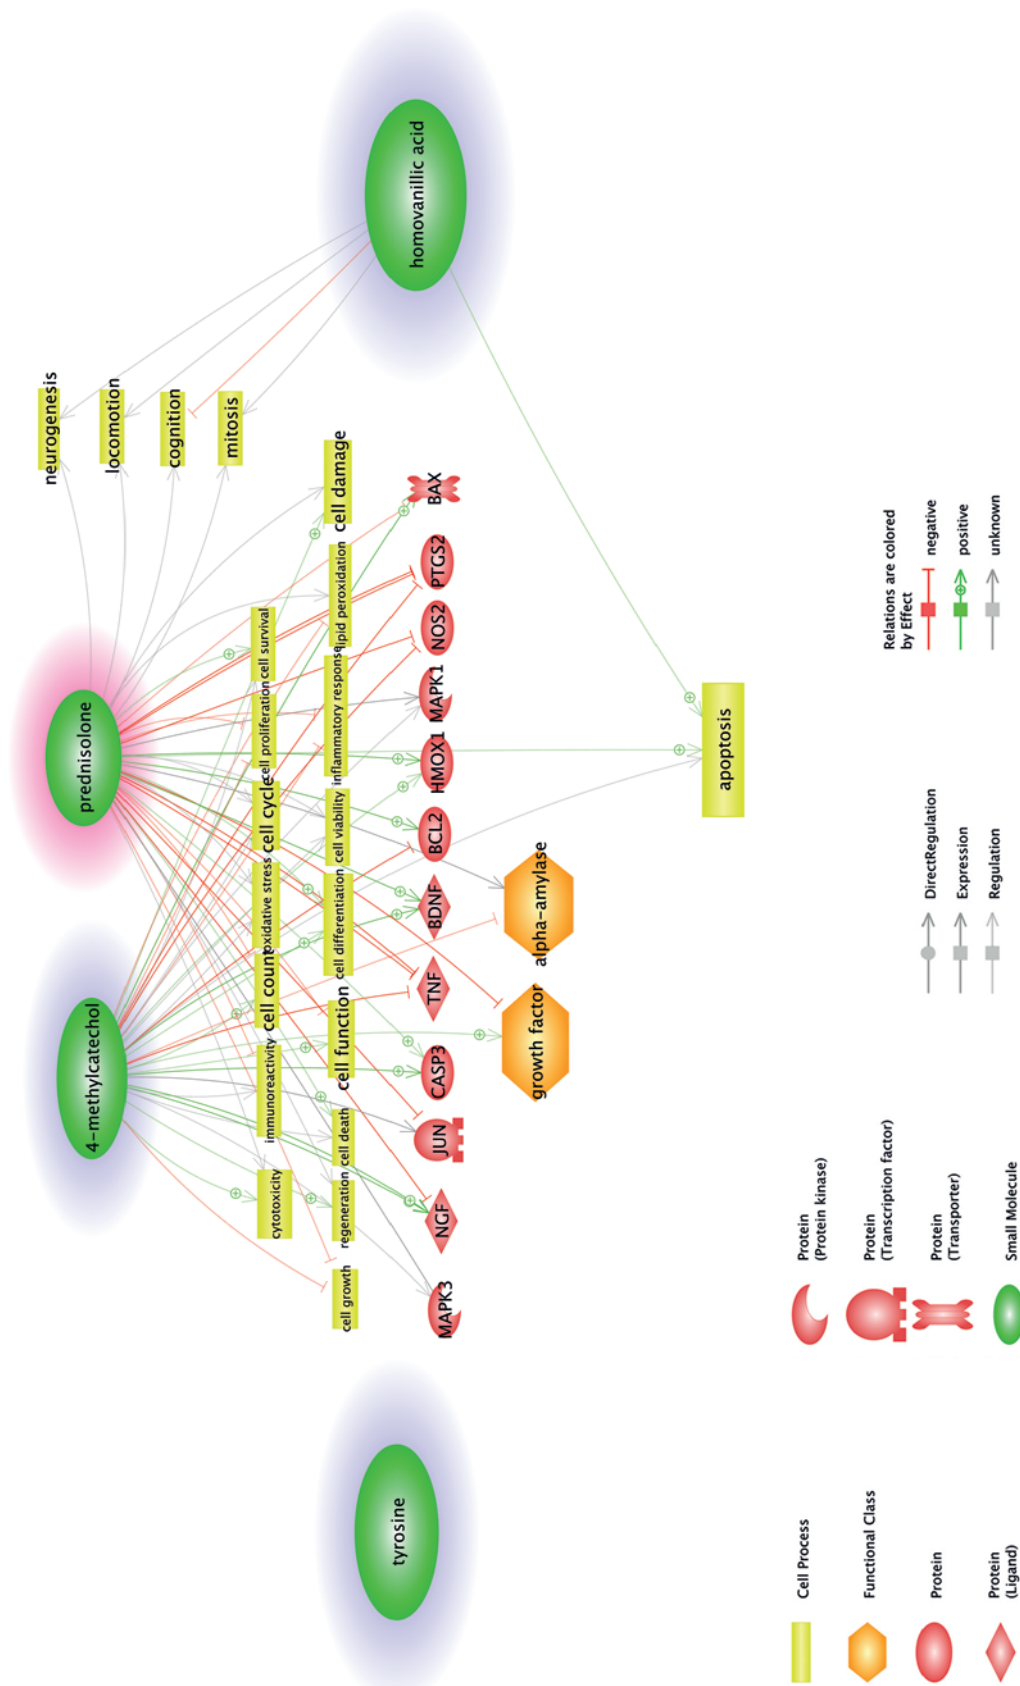 tyrosine
4-methylcatechol
prednisolone
homovanillic acid
neurogenesis
locomotion
cognition
mitosis
cytotoxicity
immunoreactivity
cell count
oxidative stress
cell cycle
cell proliferation
cell survival
cell growth
regeneration
cell death
cell function
cell differentiation
cell viability
inflammatory response
lipid peroxidation
cell damage
MAPK3
NGF
JUN
CASP3
TNF
BDNF
BCL2
HMOX1
MAPK1
NOS2
PTGS2
BAX
growth factor
alpha-amylase
apoptosis
Cell Process
Functional Class
Protein
Protein
(Ligand)
Protein
(Protein kinase)
Protein
(Transcription factor)
Protein
(Transporter)
Small Molecule
DirectRegulation
Expression
Regulation
Relations are colored
by Effect
negative
positive
unknown